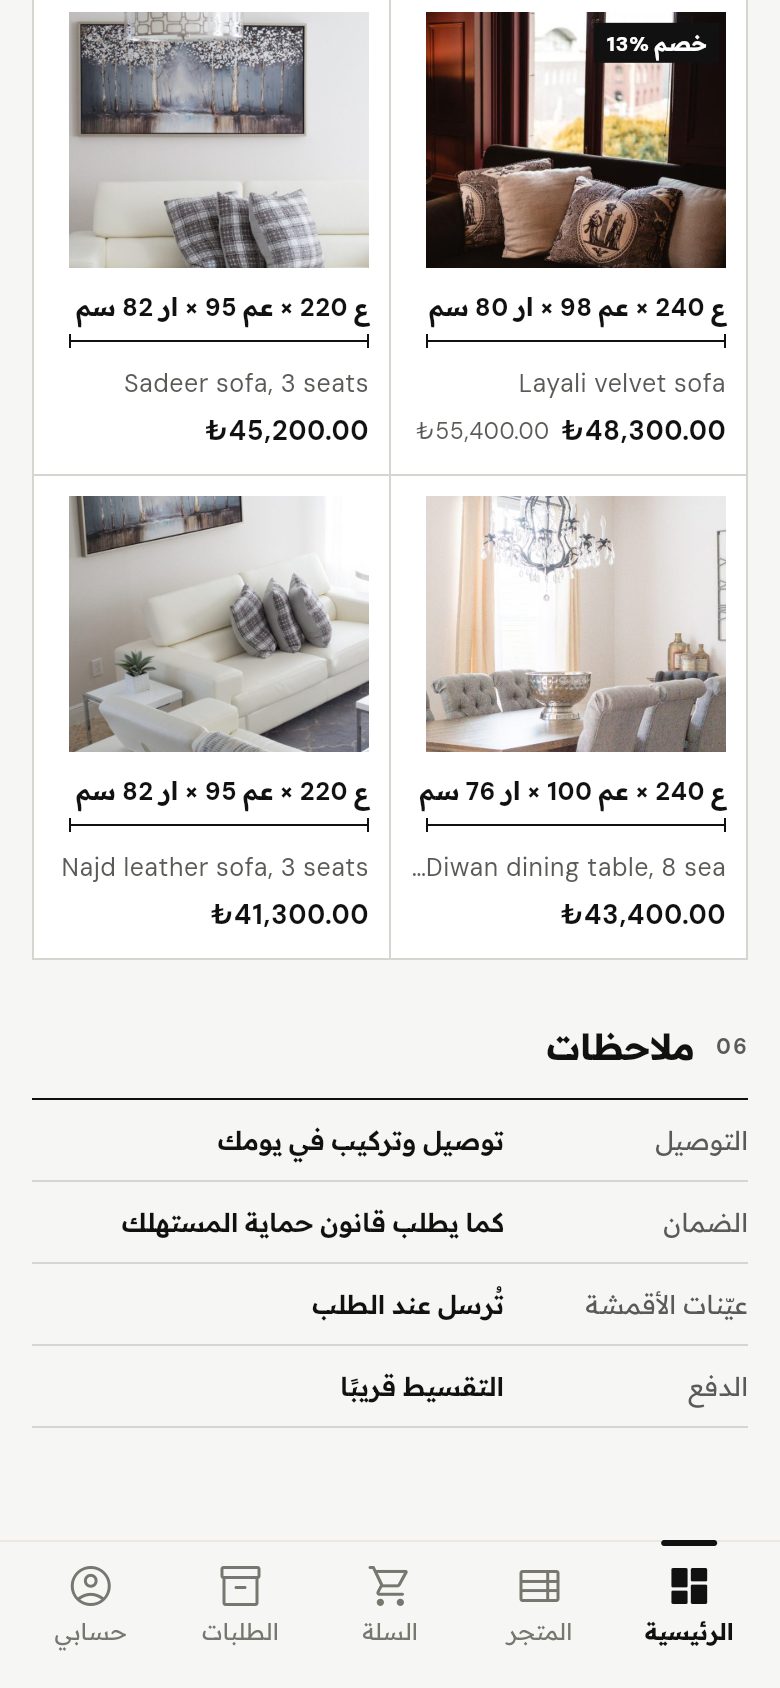 خصم 13%
ع 240 × عم 98 × ار 80 سم
Layali velvet sofa
₺48,300.00 ₺55,400.00
ع 220 × عم 95 × ار 82 سم
Sadeer sofa, 3 seats
₺45,200.00
ع 240 × عم 100 × ار 76 سم
Diwan dining table, 8 sea...
₺43,400.00
ع 220 × عم 95 × ار 82 سم
Najd leather sofa, 3 seats
₺41,300.00
06 ملاحظات
التوصيل توصيل وتركيب في يومك
الضمان كما يطلب قانون حماية المستهلك
عيّنات الأقمشة تُرسل عند الطلب
الدفع التقسيط قريبًا
الرئيسية المتجر السلة الطلبات حسابي